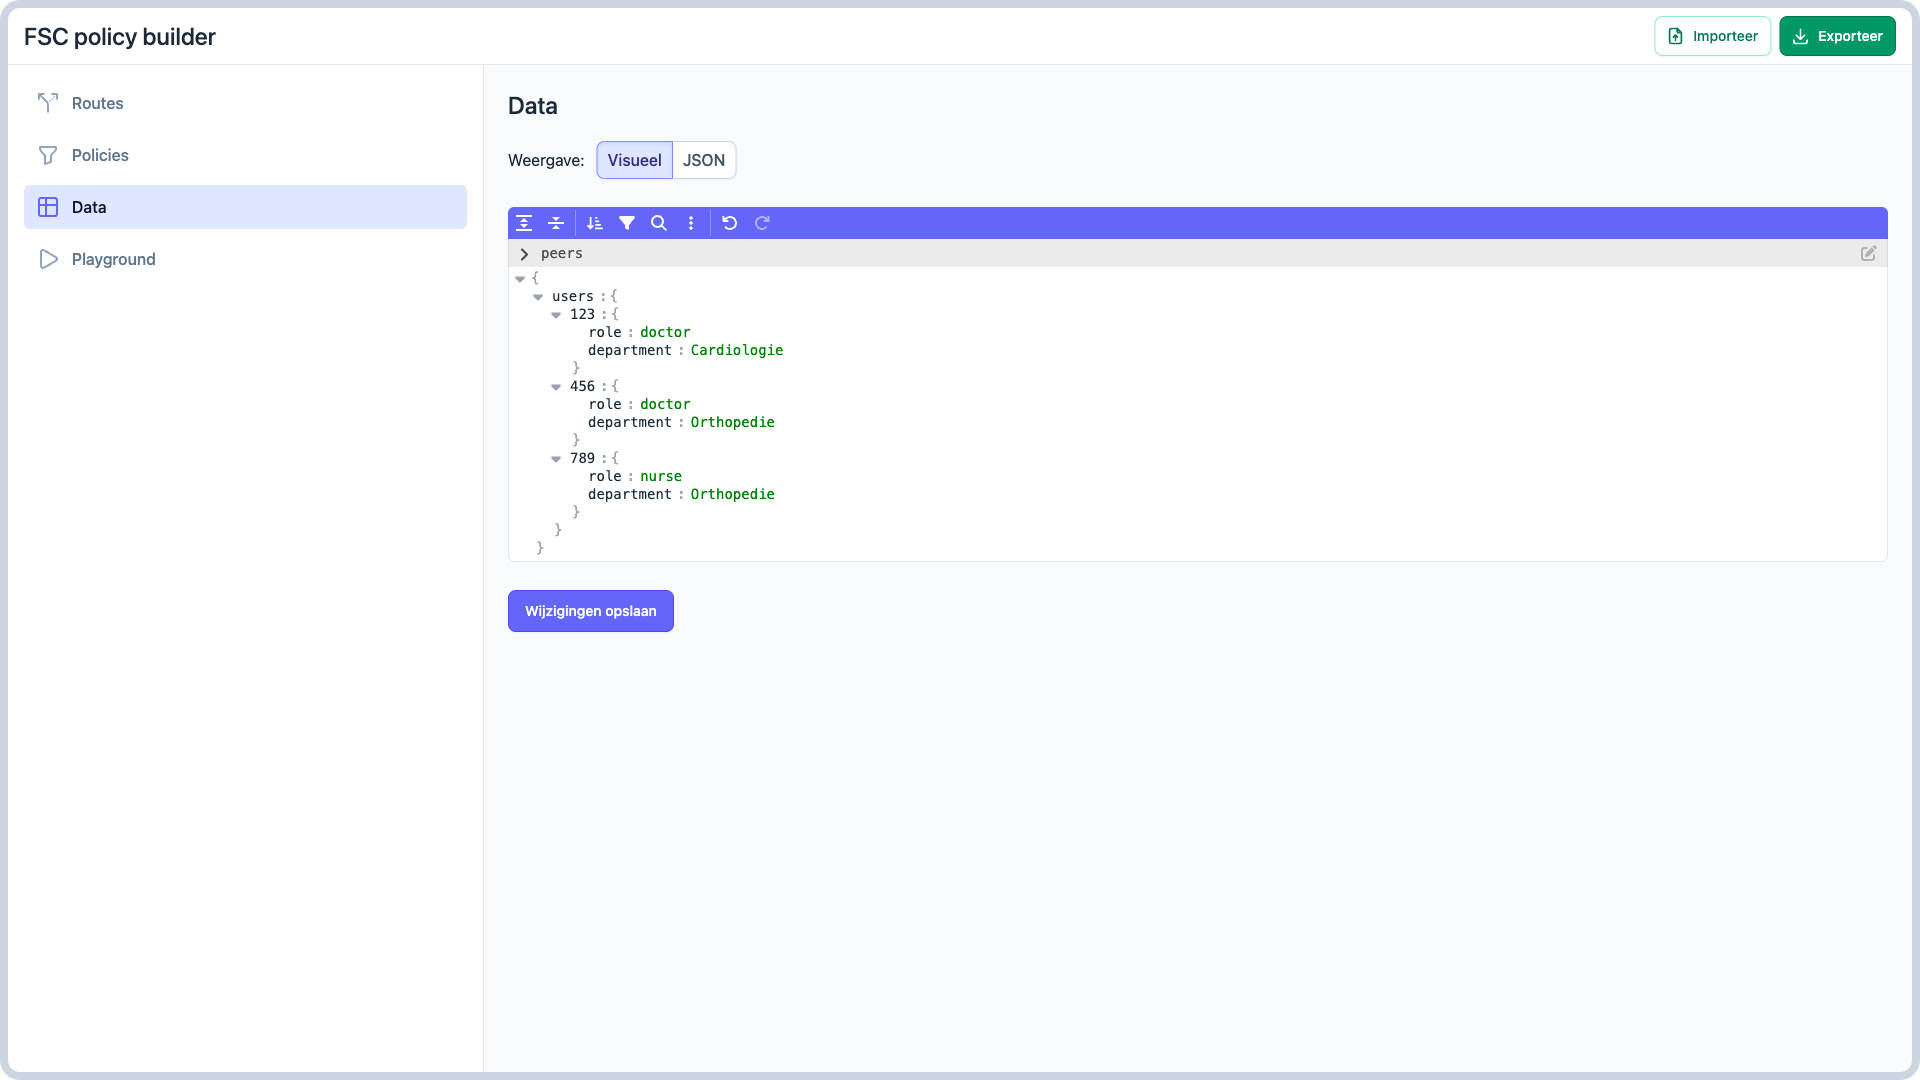 FSC policy builder
Importeer
Exporteer
Routes
Policies
Data
Playground
Data
Weergave: Visueel JSON
peers
{
users : {
123 : {
role : doctor
department : Cardiologie
}
456 : {
role : doctor
department : Orthopedie
}
789 : {
role : nurse
department : Orthopedie
}
}
}
Wijzigingen opslaan